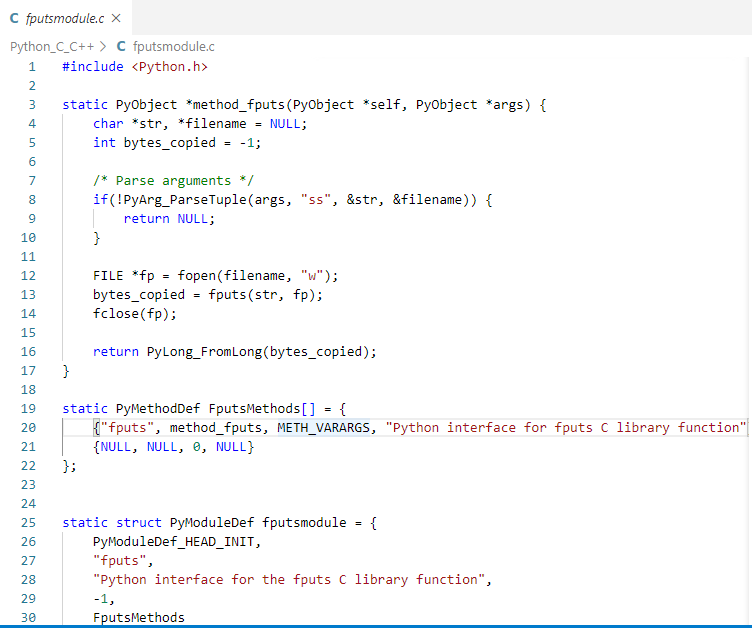 C fputsmodule.c ×
Python_C_C++ > C fputsmodule.c
1 #include <Python.h>
2
3 static PyObject *method_fputs(PyObject *self, PyObject *args) {
4     char *str, *filename = NULL;
5     int bytes_copied = -1;
6
7     /* Parse arguments */
8     if(!PyArg_ParseTuple(args, "ss", &str, &filename)) {
9         return NULL;
10     }
11
12     FILE *fp = fopen(filename, "w");
13     bytes_copied = fputs(str, fp);
14     fclose(fp);
15
16     return PyLong_FromLong(bytes_copied);
17 }
18
19 static PyMethodDef FputsMethods[] = {
20     {"fputs", method_fputs, METH_VARARGS, "Python interface for fputs C library function"
21     {NULL, NULL, 0, NULL}
22 };
23
24
25 static struct PyModuleDef fputsmodule = {
26     PyModuleDef_HEAD_INIT,
27     "fputs",
28     "Python interface for the fputs C library function",
29     -1,
30     FputsMethods